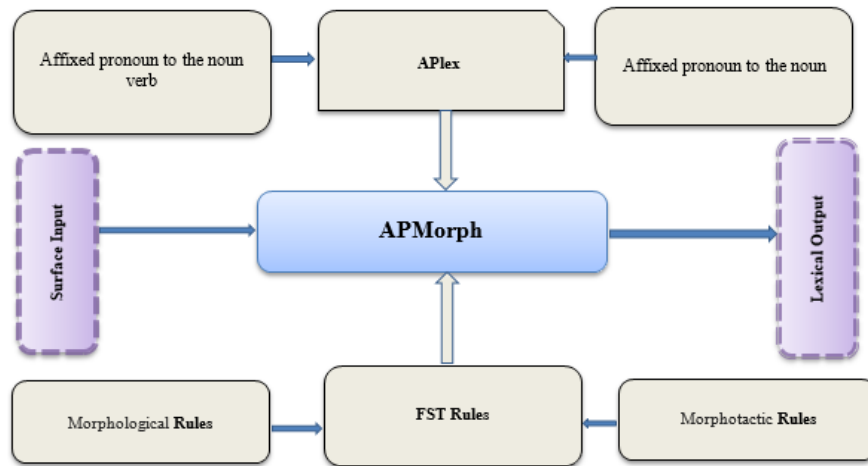 Affixed pronoun to the noun
verb
APlex
Affixed pronoun to the noun
Surface Input
APMorph
Lexical Output
Morphological Rules
FST Rules
Morphotactic Rules